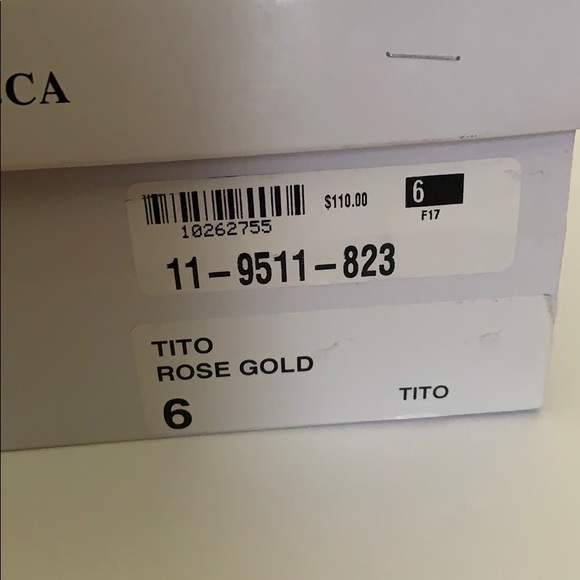 .CA
$110.00
6
10262755
F17
11-9511-823
TITO
ROSE GOLD
6
TITO